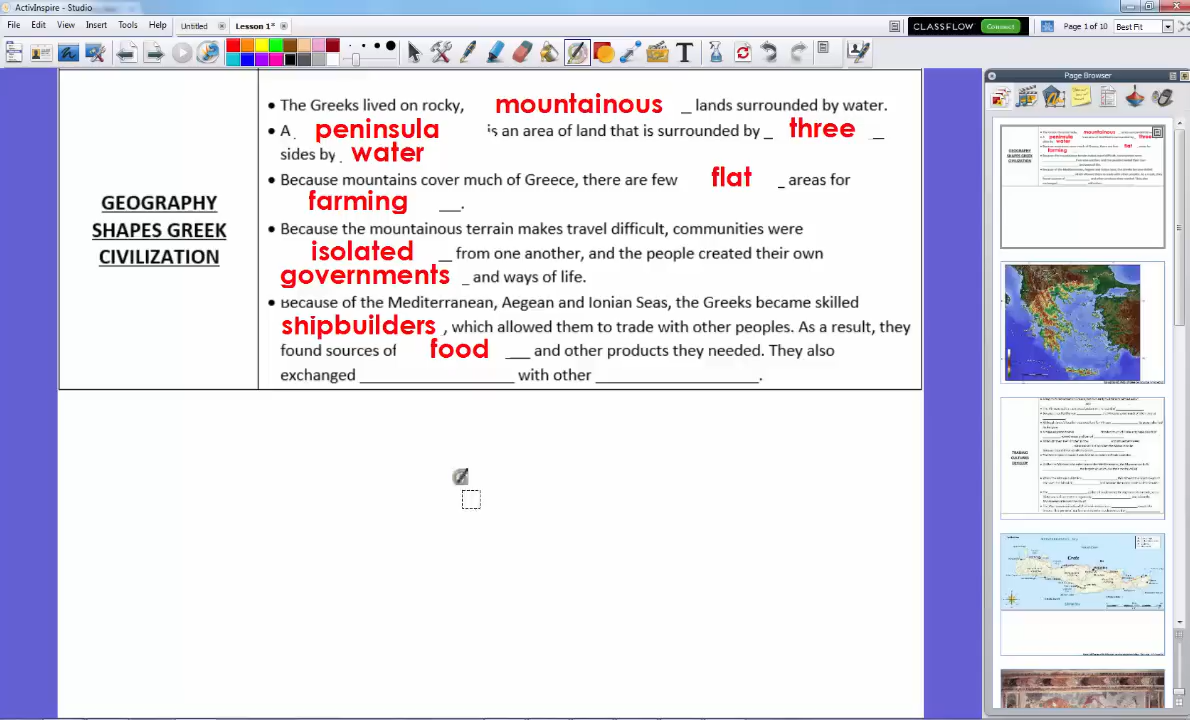 ActivInspire - Studio
File Edit View Insert Tools Help Untitled Lesson 1* CLASSFLOW Connect Page 1 of 10 Best Fit
Page Browser
GEOGRAPHY
SHAPES GREEK
CIVILIZATION
• The Greeks lived on rocky, mountainous _ lands surrounded by water.
• A peninsula is an area of land that is surrounded by _ three __
sides by water
• Because mountains cover much of Greece, there are few flat _ areas for
farming ___.
• Because the mountainous terrain makes travel difficult, communities were
isolated __ from one another, and the people created their own
governments _ and ways of life.
• Because of the Mediterranean, Aegean and Ionian Seas, the Greeks became skilled
shipbuilders , which allowed them to trade with other peoples. As a result, they
found sources of food ___ and other products they needed. They also
exchanged ____________________ with other _____________________.